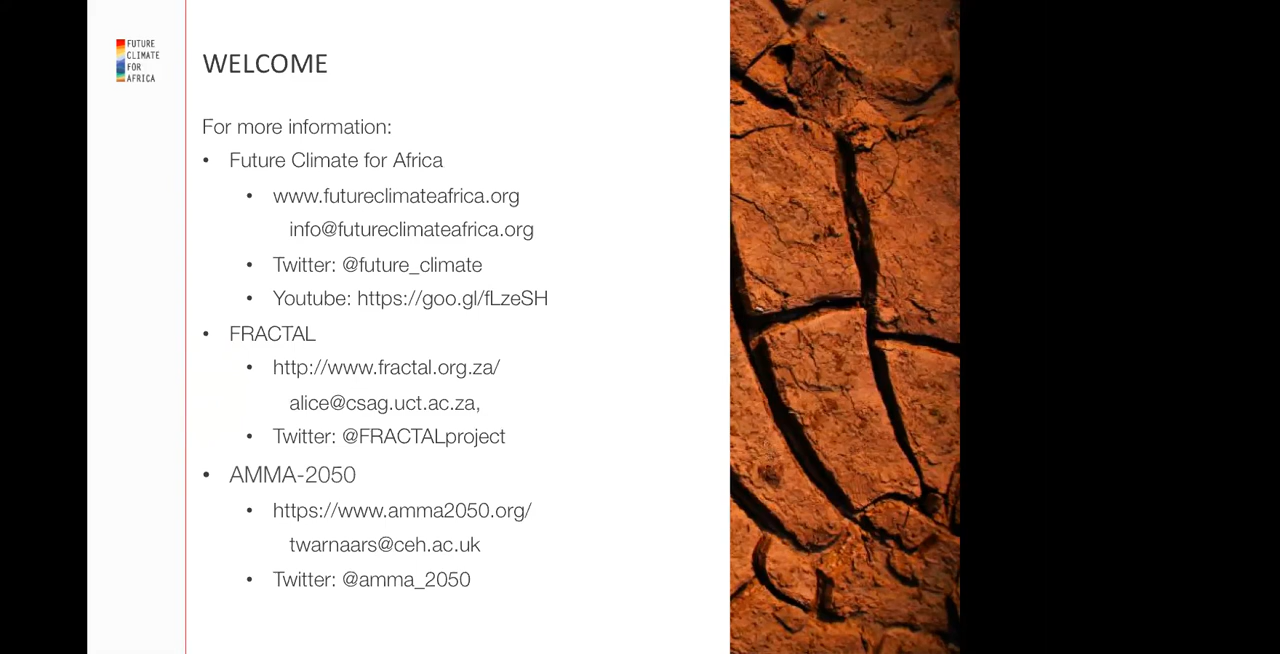 FUTURE
CLIMATE
FOR
AFRICA
WELCOME
For more information:
• Future Climate for Africa
• www.futureclimateafrica.org
info@futureclimateafrica.org
• Twitter: @future_climate
• Youtube: https://goo.gl/fLzeSH
• FRACTAL
• http://www.fractal.org.za/
alice@csag.uct.ac.za,
• Twitter: @FRACTALproject
• AMMA-2050
• https://www.amma2050.org/
twarnaars@ceh.ac.uk
• Twitter: @amma_2050